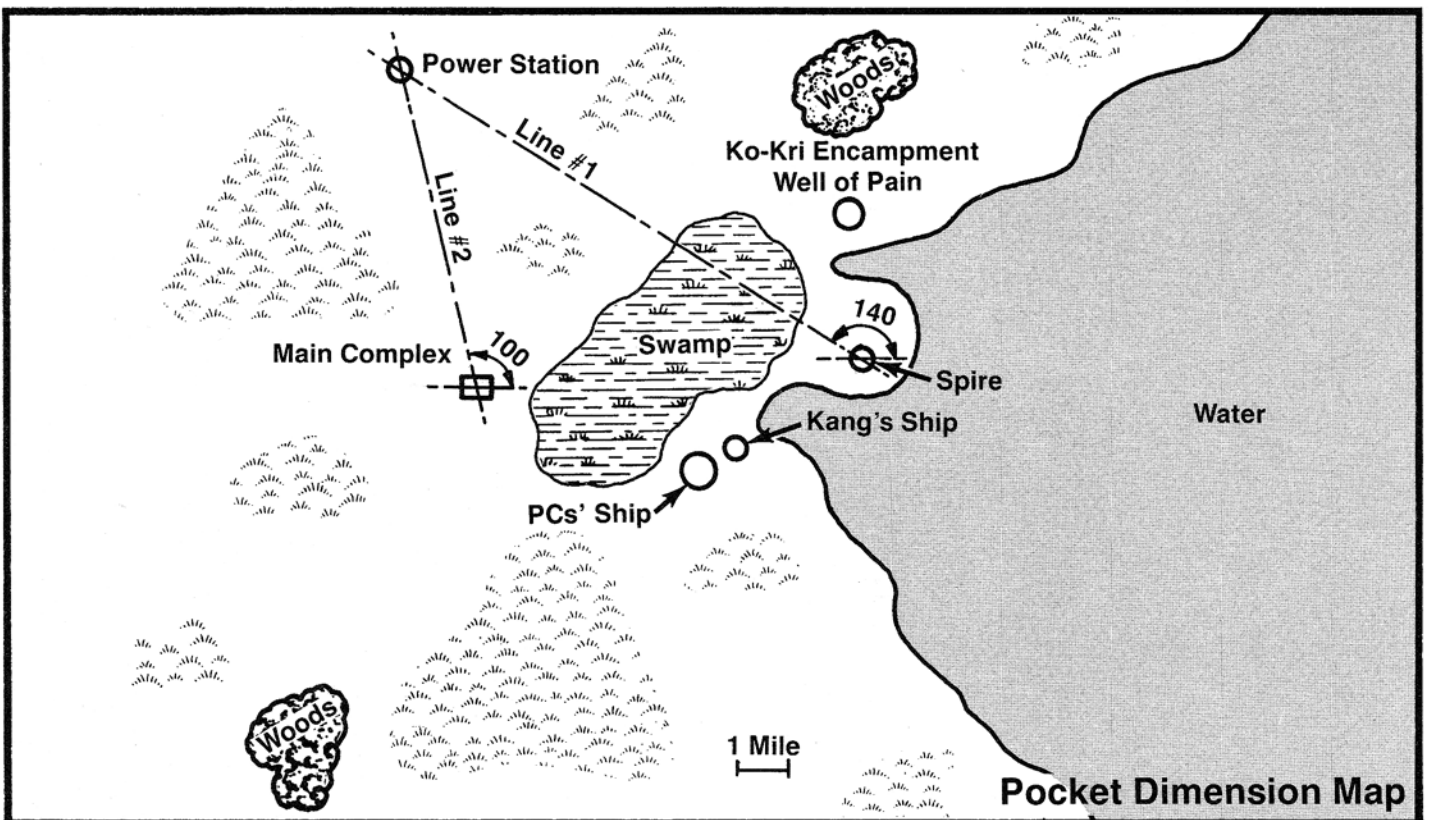 Power Station
Woods
Line #1
Ko-Kri Encampment
Well of Pain
Line #2
140
Main Complex
100
Swamp
Spire
Kang's Ship
Water
PCs' Ship
Woods
1 Mile
Pocket Dimension Map